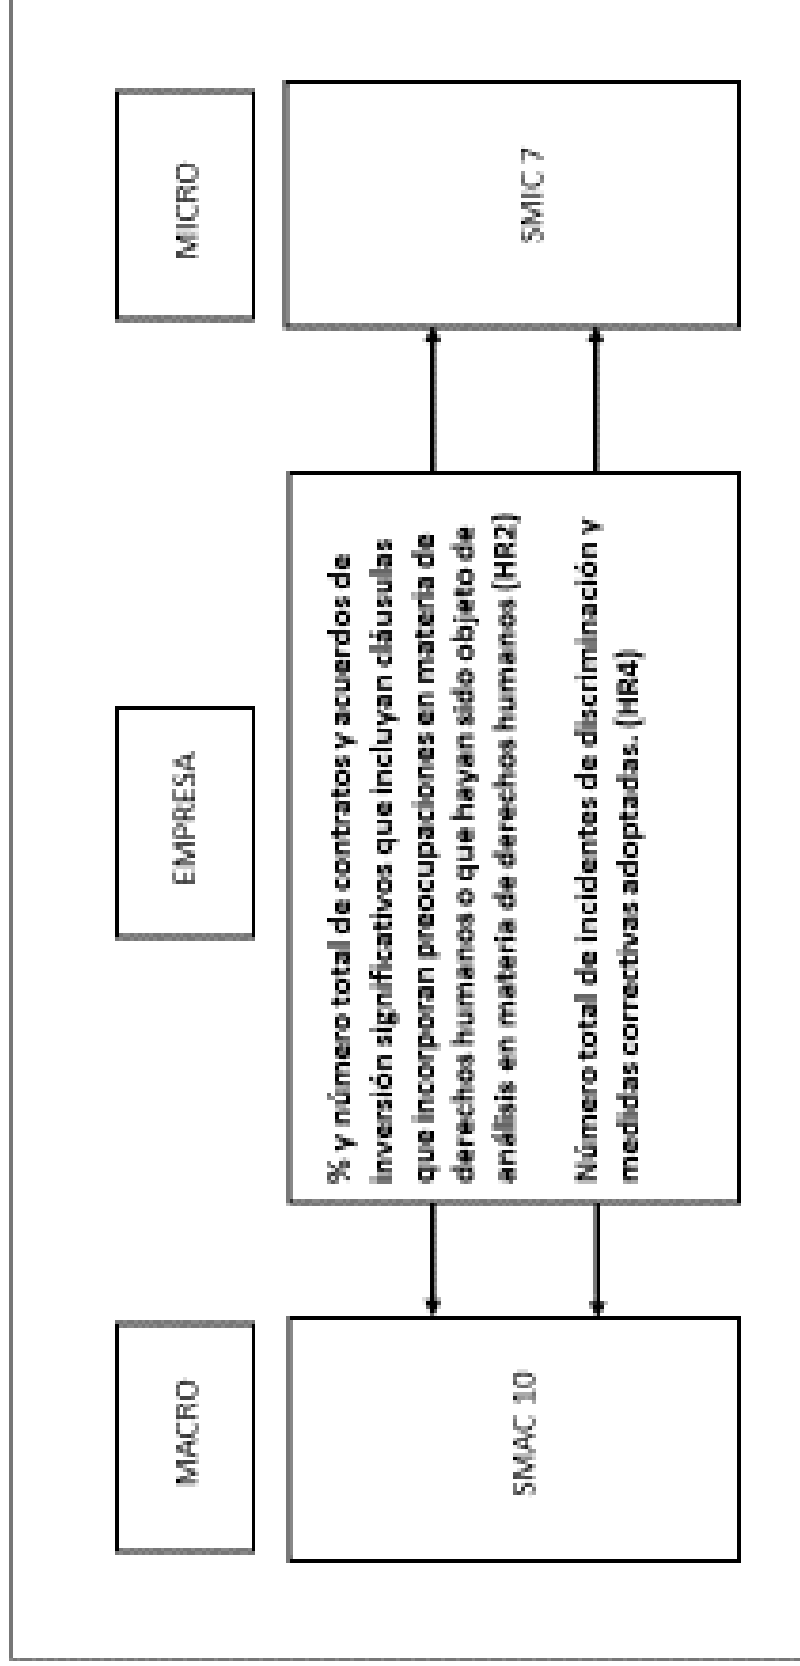 MACRO
EMPRESA
MICRO
SMAC 10
% y número total de contratos y acuerdos de
inversión significativos que incluyan cláusulas
que incorporan preocupaciones en materia de
derechos humanos o que hayan sido objeto de
análisis en materia de derechos humanos (HR2)
Número total de incidentes de discriminación y
medidas correctivas adoptadas. (HR4)
SMIC 7